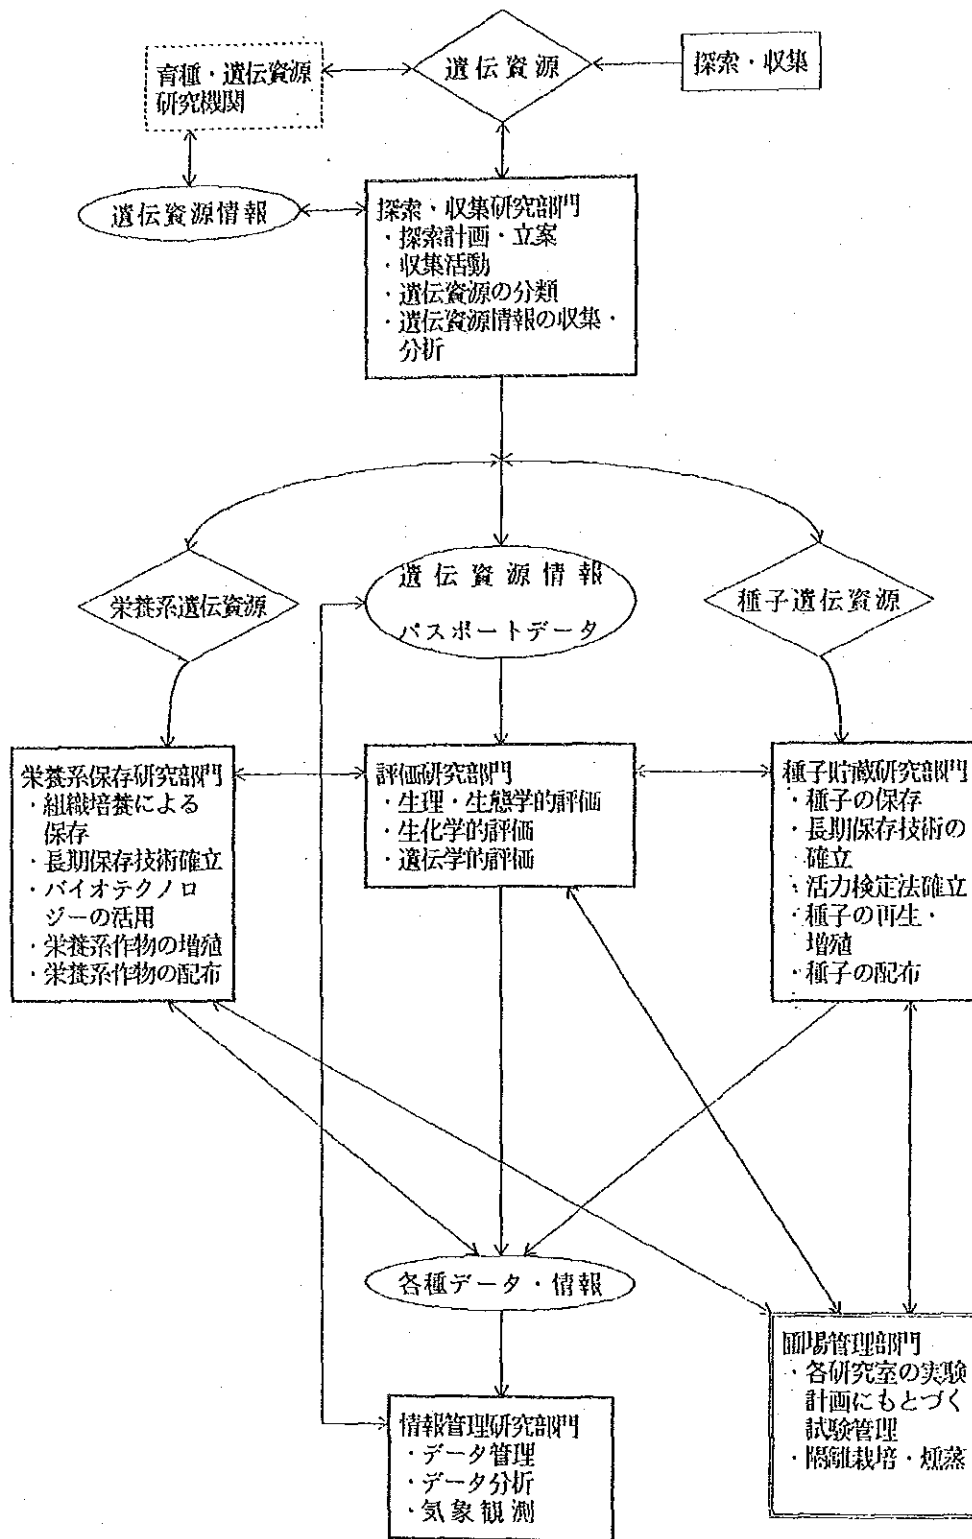 遺伝資源
探索・収集
育種・遺伝資源
研究機関
遺伝資源情報
探索・収集研究部門
・探索計画・立案
・収集活動
・遺伝資源の分類
・遺伝資源情報の収集・
分析
栄養系遺伝資源
遺伝資源情報
パスポートデータ
種子遺伝資源
栄養系保存研究部門
・組織培養による
保存
・長期保存技術確立
・バイオテクノロ
ジーの活用
・栄養系作物の増殖
・栄養系作物の配布
評価研究部門
・生理・生態学的評価
・生化学的評価
・遺伝学的評価
種子貯蔵研究部門
・種子の保存
・長期保存技術の
確立
・活力検定法確立
・種子の再生・
増殖
・種子の配布
各種データ・情報
情報管理研究部門
・データ管理
・データ分析
・気象観測
圃場管理部門
・各研究室の実験
計画にもとづく
試験管理
・隔離栽培・燻蒸